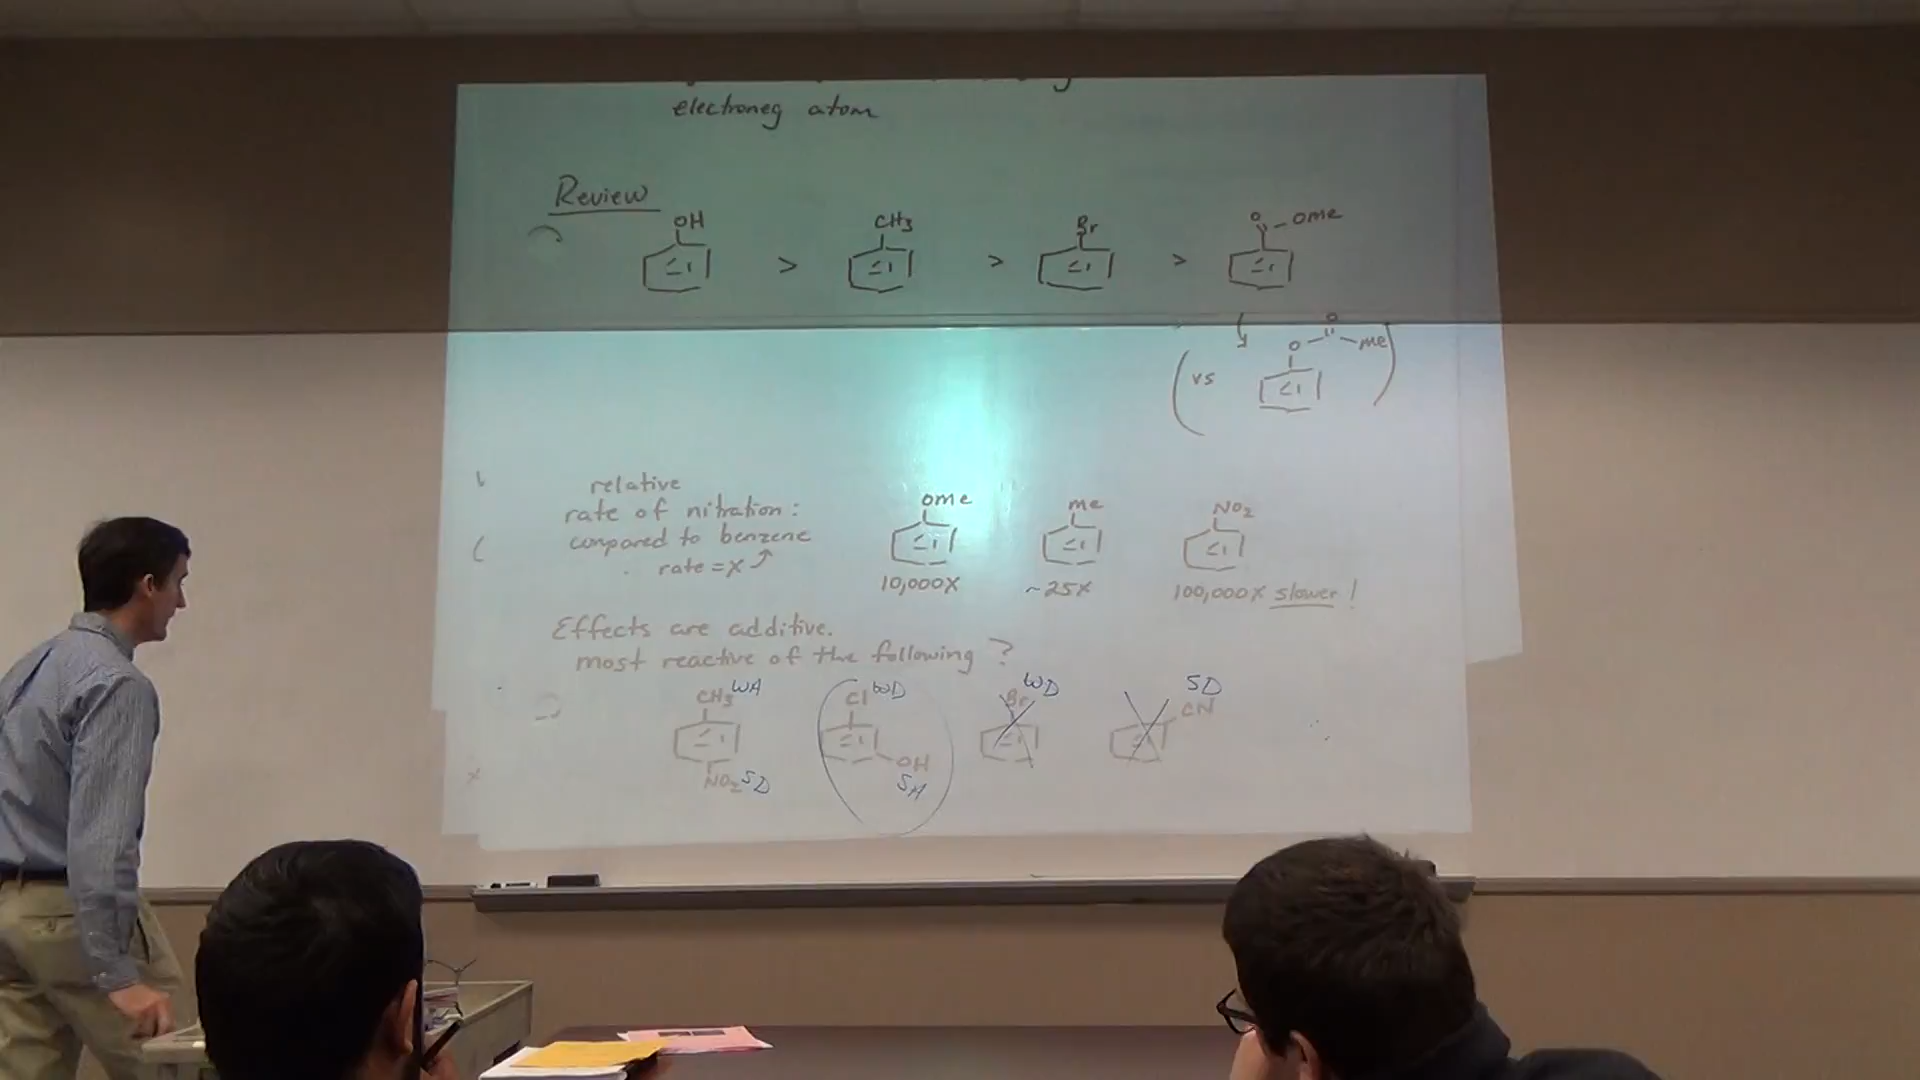 electroneg atom
Review
OH > CH3 > Br > O OMe
(vs O O Me)
relative
rate of nitration:
compared to benzene
rate = X
OMe Me NO2
10,000X ~25X 100,000X slower!
Effects are additive.
most reactive of the following?
CH3 WA Cl WD Br WD SD CN
NO2 SD OH SA